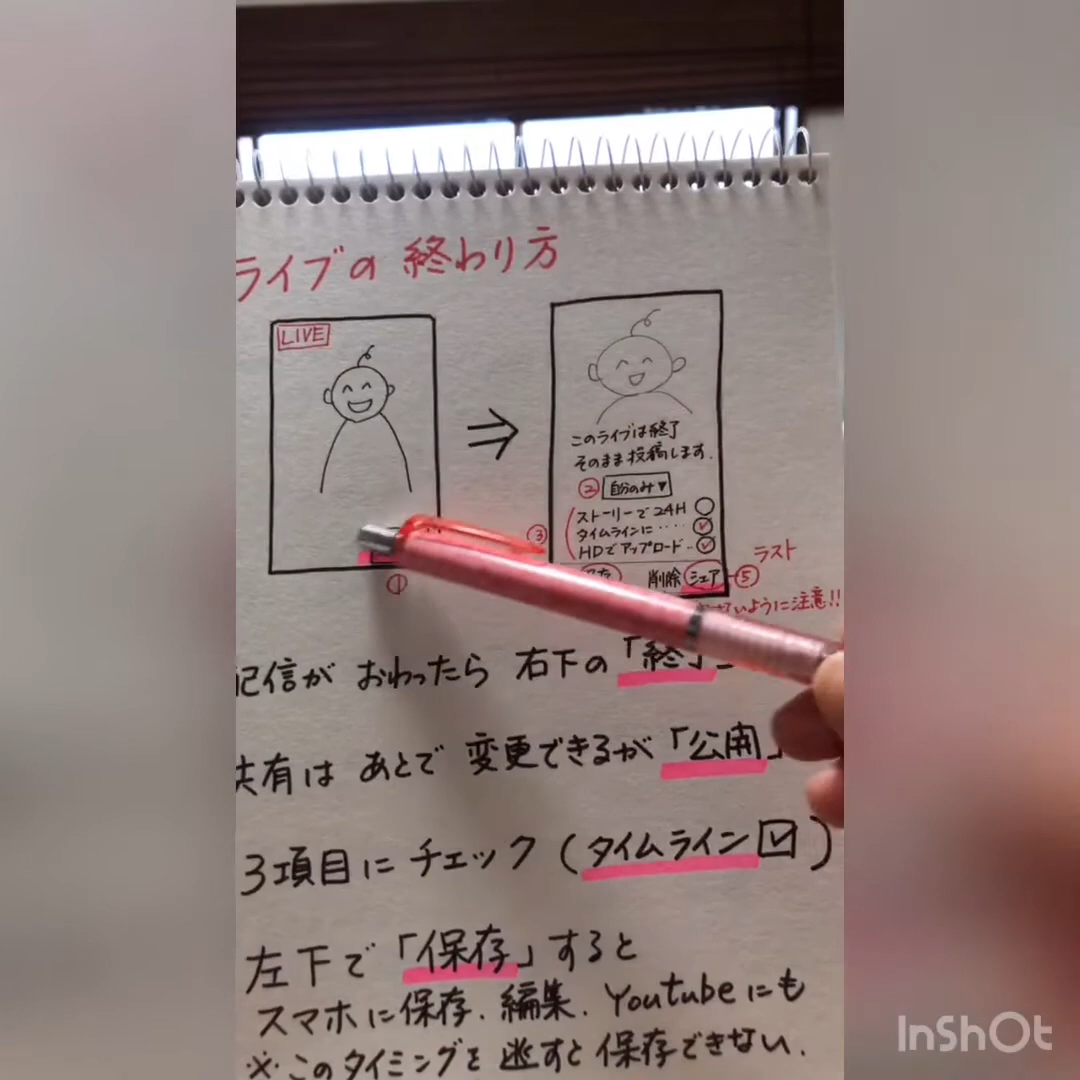 ライブの終わり方
LIVE
このライブは終了
そのまま投稿します.
② 自分のみ▼
③
ストーリーで24H
タイムラインに‥‥
HDでアップロード‥
削除 シェア ⑤
ラスト
ように注意!!
①
配信が おわったら 右下の「終了」
共有は あとで 変更できるが「公開」
3項目に チェック(タイムライン☑)
左下で「保存」すると
スマホに保存、編集、Youtubeにも
※このタイミングを逃すと保存できない.
InShOt